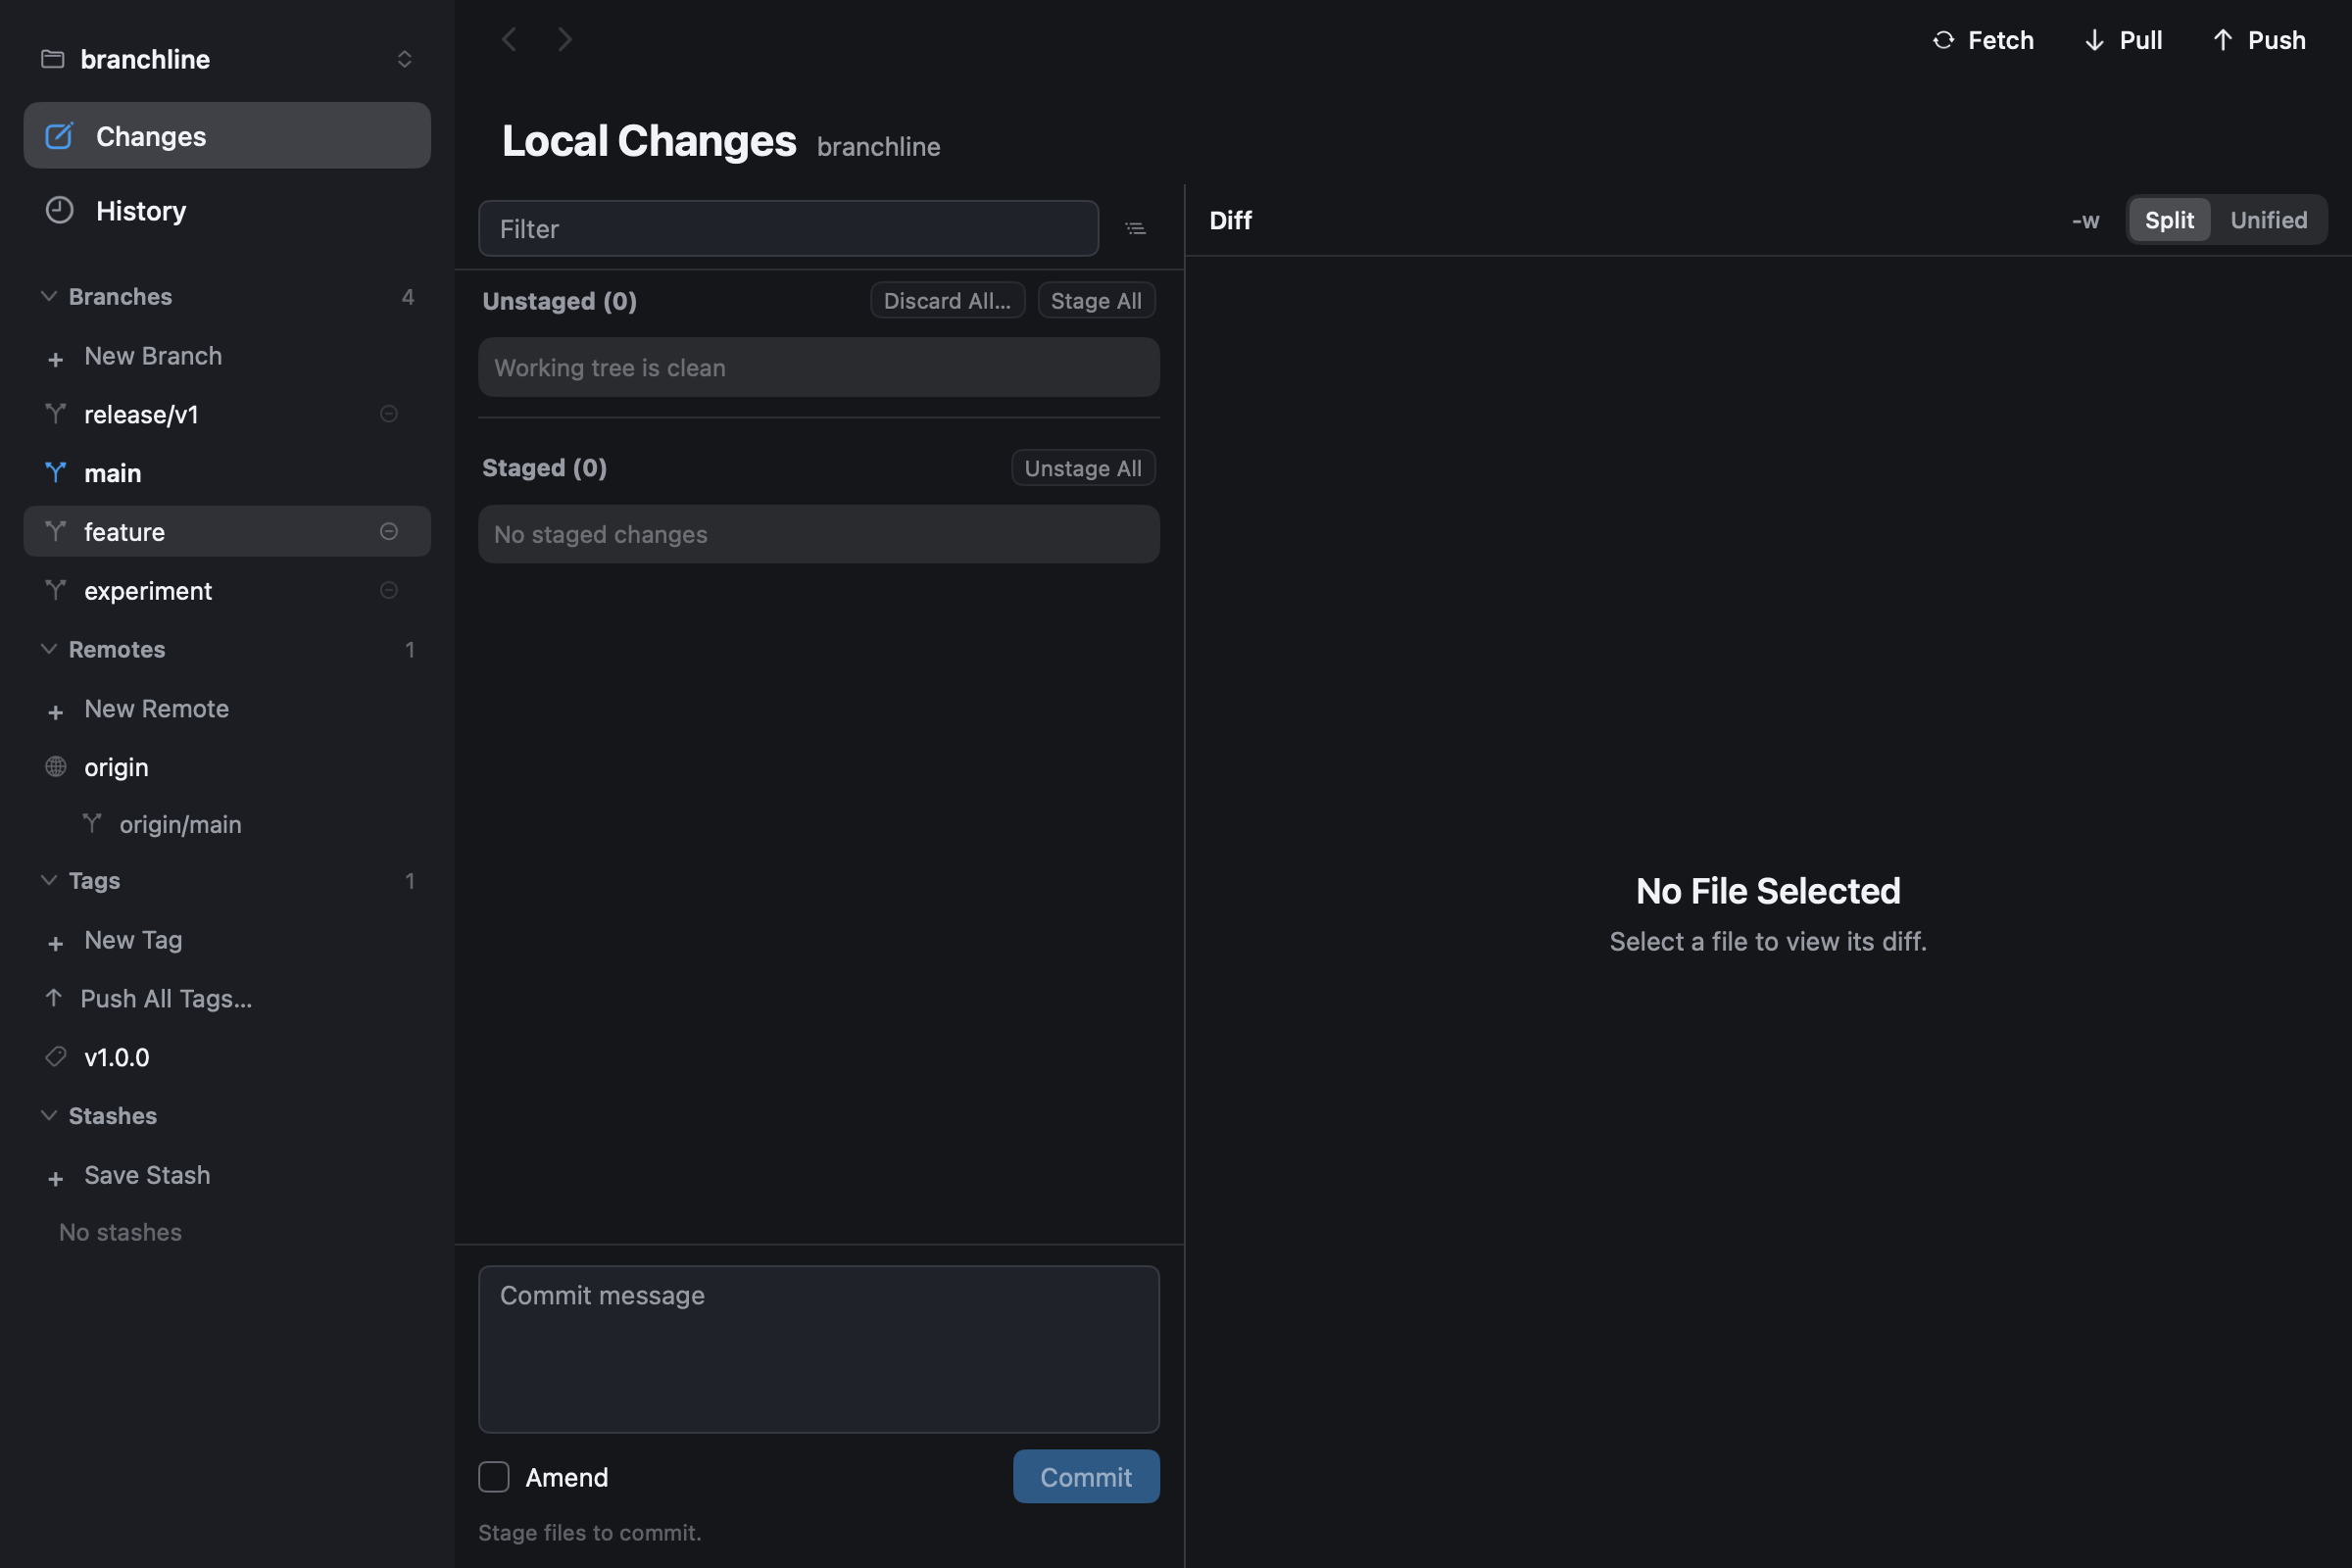 branchline
Changes
History
Branches 4
+ New Branch
release/v1
main
feature
experiment
Remotes 1
+ New Remote
origin
origin/main
Tags 1
+ New Tag
Push All Tags...
v1.0.0
Stashes
+ Save Stash
No stashes
Fetch Pull Push
Local Changes branchline
Filter
Unstaged (0) Discard All... Stage All
Working tree is clean
Staged (0) Unstage All
No staged changes
Commit message
Amend Commit
Stage files to commit.
Diff -w Split Unified
No File Selected
Select a file to view its diff.